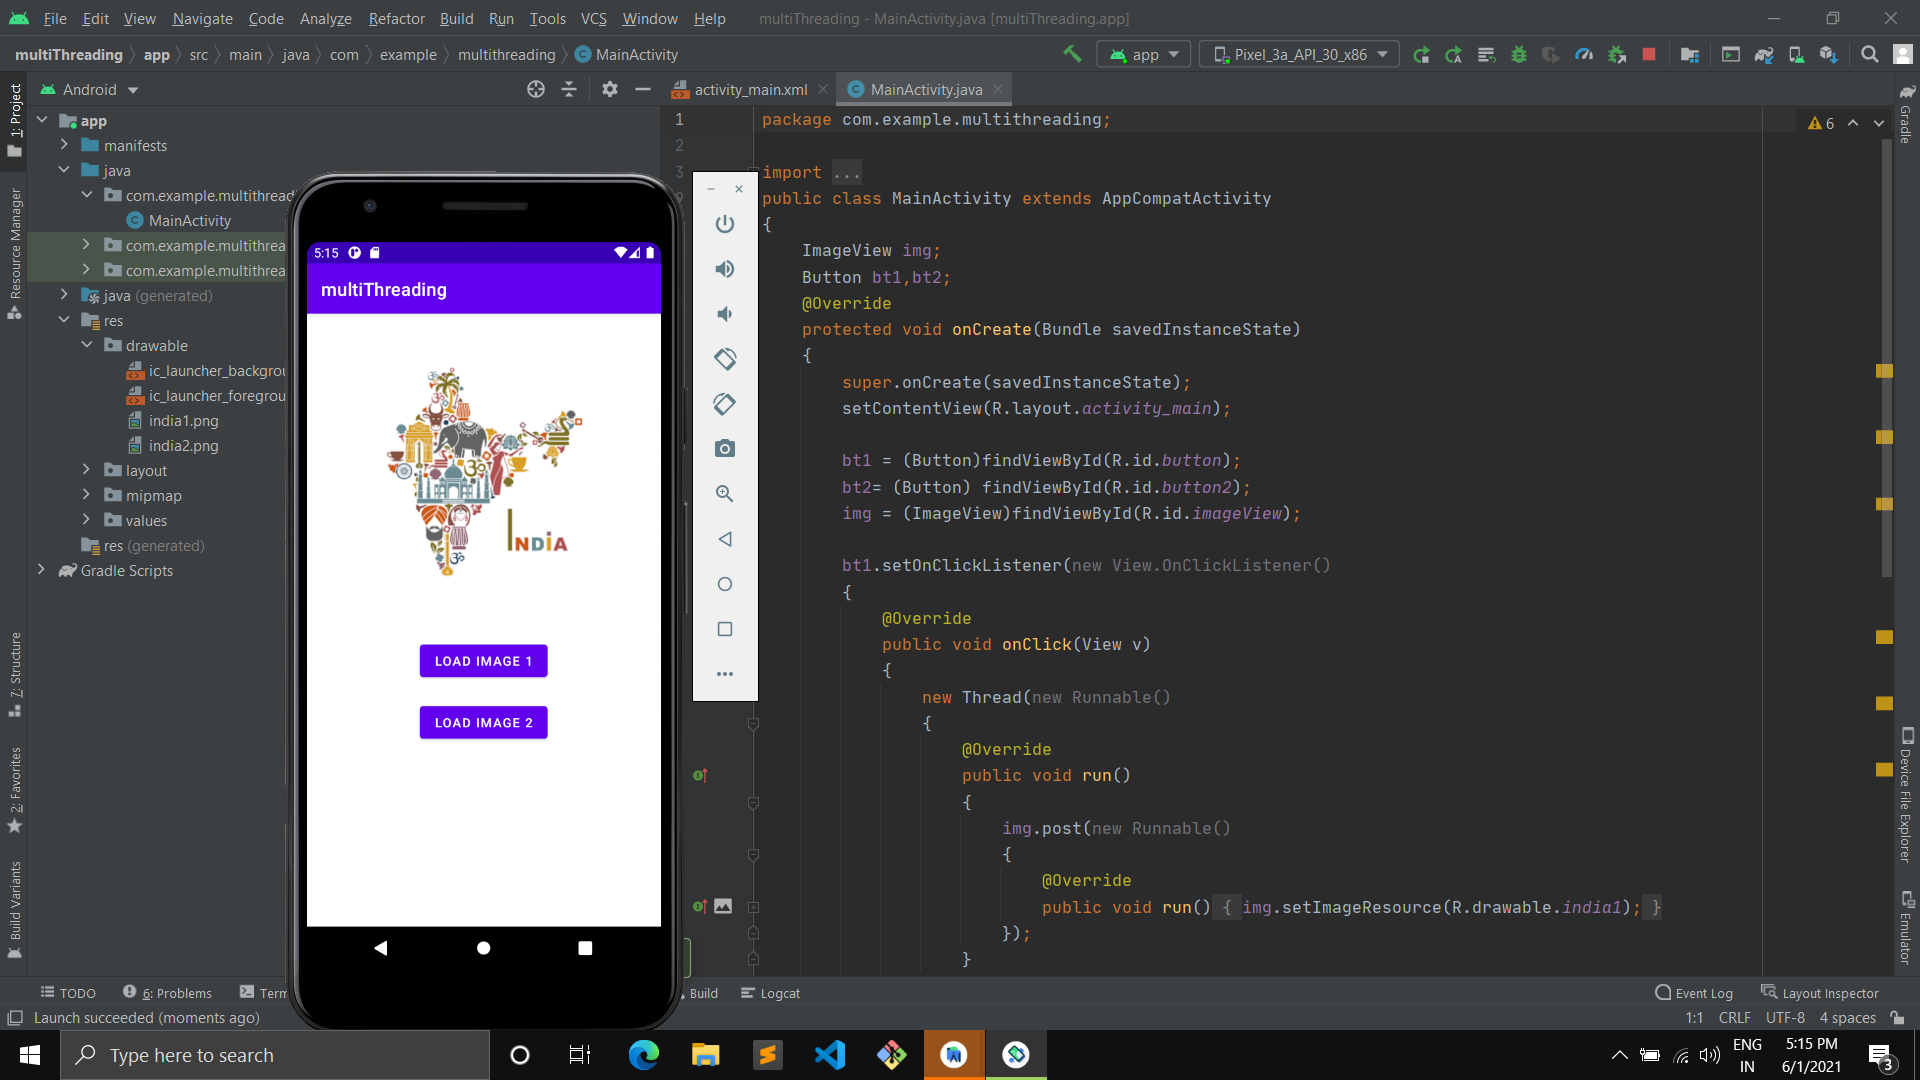 File Edit View Navigate Code Analyze Refactor Build Run Tools VCS Window Help multiThreading - MainActivity.java [multiThreading.app]
multiThreading app src main java com example multithreading MainActivity app Pixel_3a_API_30_x86
Android
activity_main.xml
MainActivity.java
1: Project
Resource Manager
7: Structure
2: Favorites
Build Variants
app
manifests
java
com.example.multithread
MainActivity
com.example.multithrea
com.example.multithrea
java (generated)
res
drawable
ic_launcher_backgrou
ic_launcher_foregrou
india1.png
india2.png
layout
mipmap
values
res (generated)
Gradle Scripts
5:15
multiThreading
INDIA
LOAD IMAGE 1
LOAD IMAGE 2
1
2
3
6
package com.example.multithreading;
import ...
public class MainActivity extends AppCompatActivity
{
ImageView img;
Button bt1,bt2;
@Override
protected void onCreate(Bundle savedInstanceState)
{
super.onCreate(savedInstanceState);
setContentView(R.layout.activity_main);
bt1 = (Button)findViewById(R.id.button);
bt2= (Button) findViewById(R.id.button2);
img = (ImageView)findViewById(R.id.imageView);
bt1.setOnClickListener(new View.OnClickListener()
{
@Override
public void onClick(View v)
{
new Thread(new Runnable()
{
@Override
public void run()
{
img.post(new Runnable()
{
@Override
public void run() { img.setImageResource(R.drawable.india1); }
});
}
Gradle
Device File Explorer
Emulator
TODO 6: Problems Term Build Logcat Event Log Layout Inspector
Launch succeeded (moments ago) 1:1 CRLF UTF-8 4 spaces
Type here to search
ENG
IN
5:15 PM
6/1/2021
3